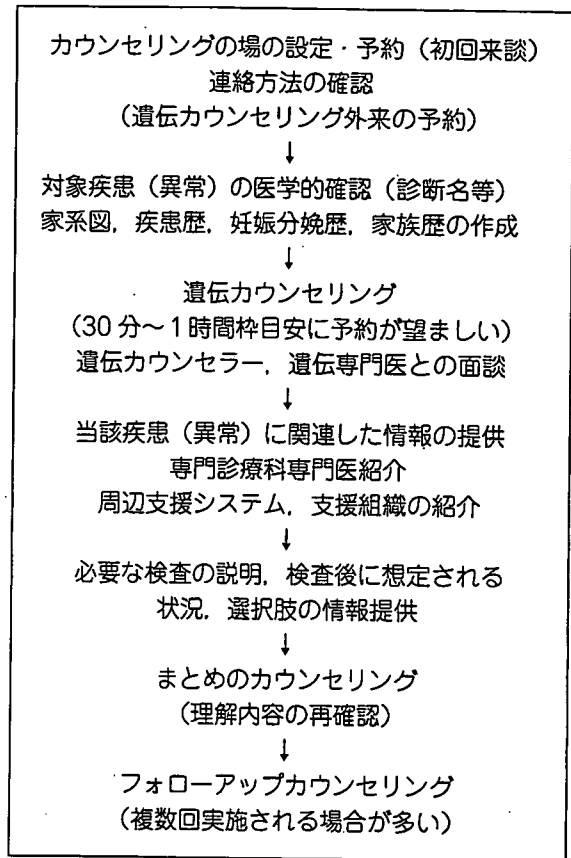 カウンセリングの場の設定・予約（初回来談）
連絡方法の確認
（遺伝カウンセリング外来の予約）
↓
対象疾患（異常）の医学的確認（診断名等）
家系図，疾患歴，妊娠分娩歴，家族歴の作成
↓
遺伝カウンセリング
（30分～1時間枠目安に予約が望ましい）
遺伝カウンセラー，遺伝専門医との面談
↓
当該疾患（異常）に関連した情報の提供
専門診療科専門医紹介
周辺支援システム，支援組織の紹介
↓
必要な検査の説明，検査後に想定される
状況，選択肢の情報提供
↓
まとめのカウンセリング
（理解内容の再確認）
↓
フォローアップカウンセリング
（複数回実施される場合が多い）